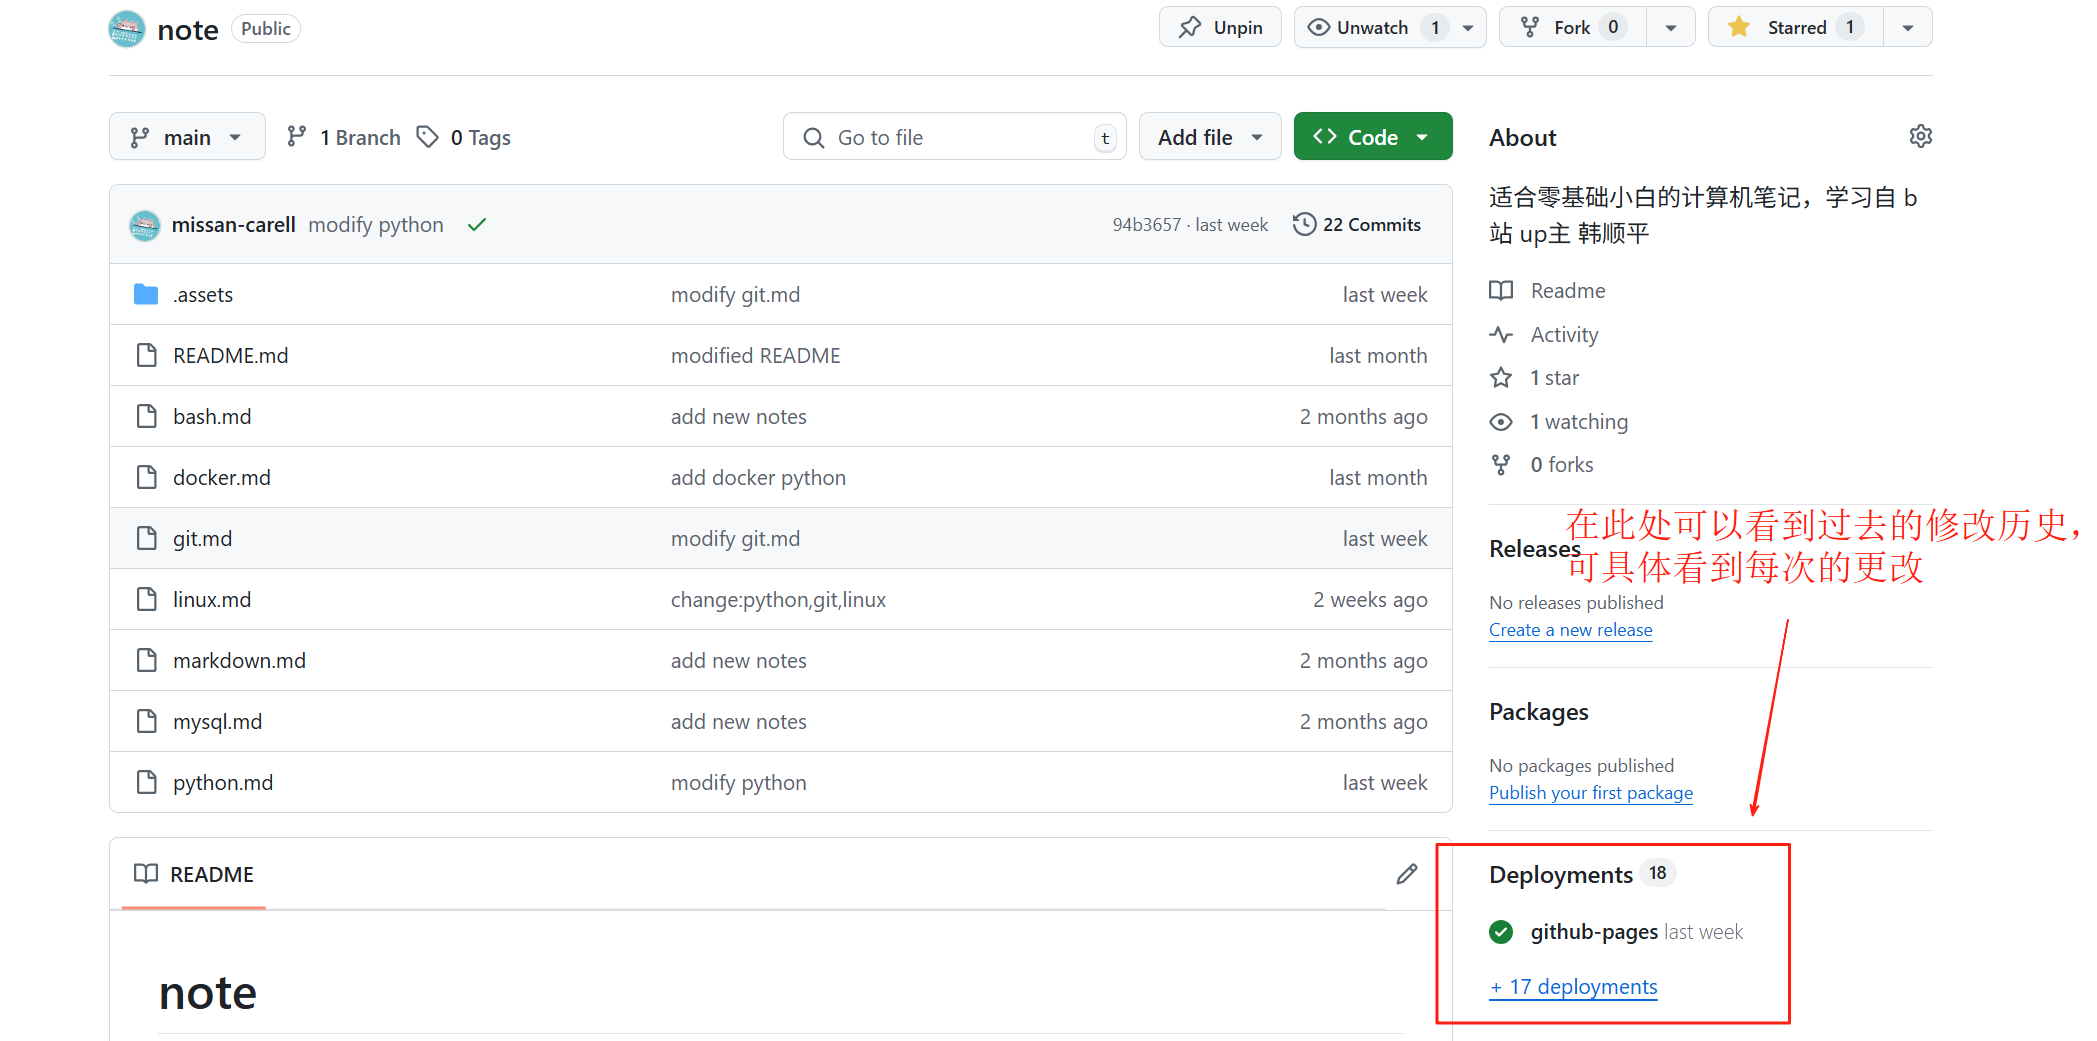 note Public Unpin Unwatch 1 Fork 0 Starred 1
main 1 Branch 0 Tags Go to file t Add file Code
missan-carell modify python 94b3657 · last week 22 Commits
.assets modify git.md last week
README.md modified README last month
bash.md add new notes 2 months ago
docker.md add docker python last month
git.md modify git.md last week
linux.md change:python,git,linux 2 weeks ago
markdown.md add new notes 2 months ago
mysql.md add new notes 2 months ago
python.md modify python last week
README
note
About
适合零基础小白的计算机笔记，学习自 b
站 up主 韩顺平
Readme
Activity
1 star
1 watching
0 forks
在此处可以看到过去的修改历史，
可具体看到每次的更改
Releases
No releases published
Create a new release
Packages
No packages published
Publish your first package
Deployments 18
github-pages last week
+ 17 deployments